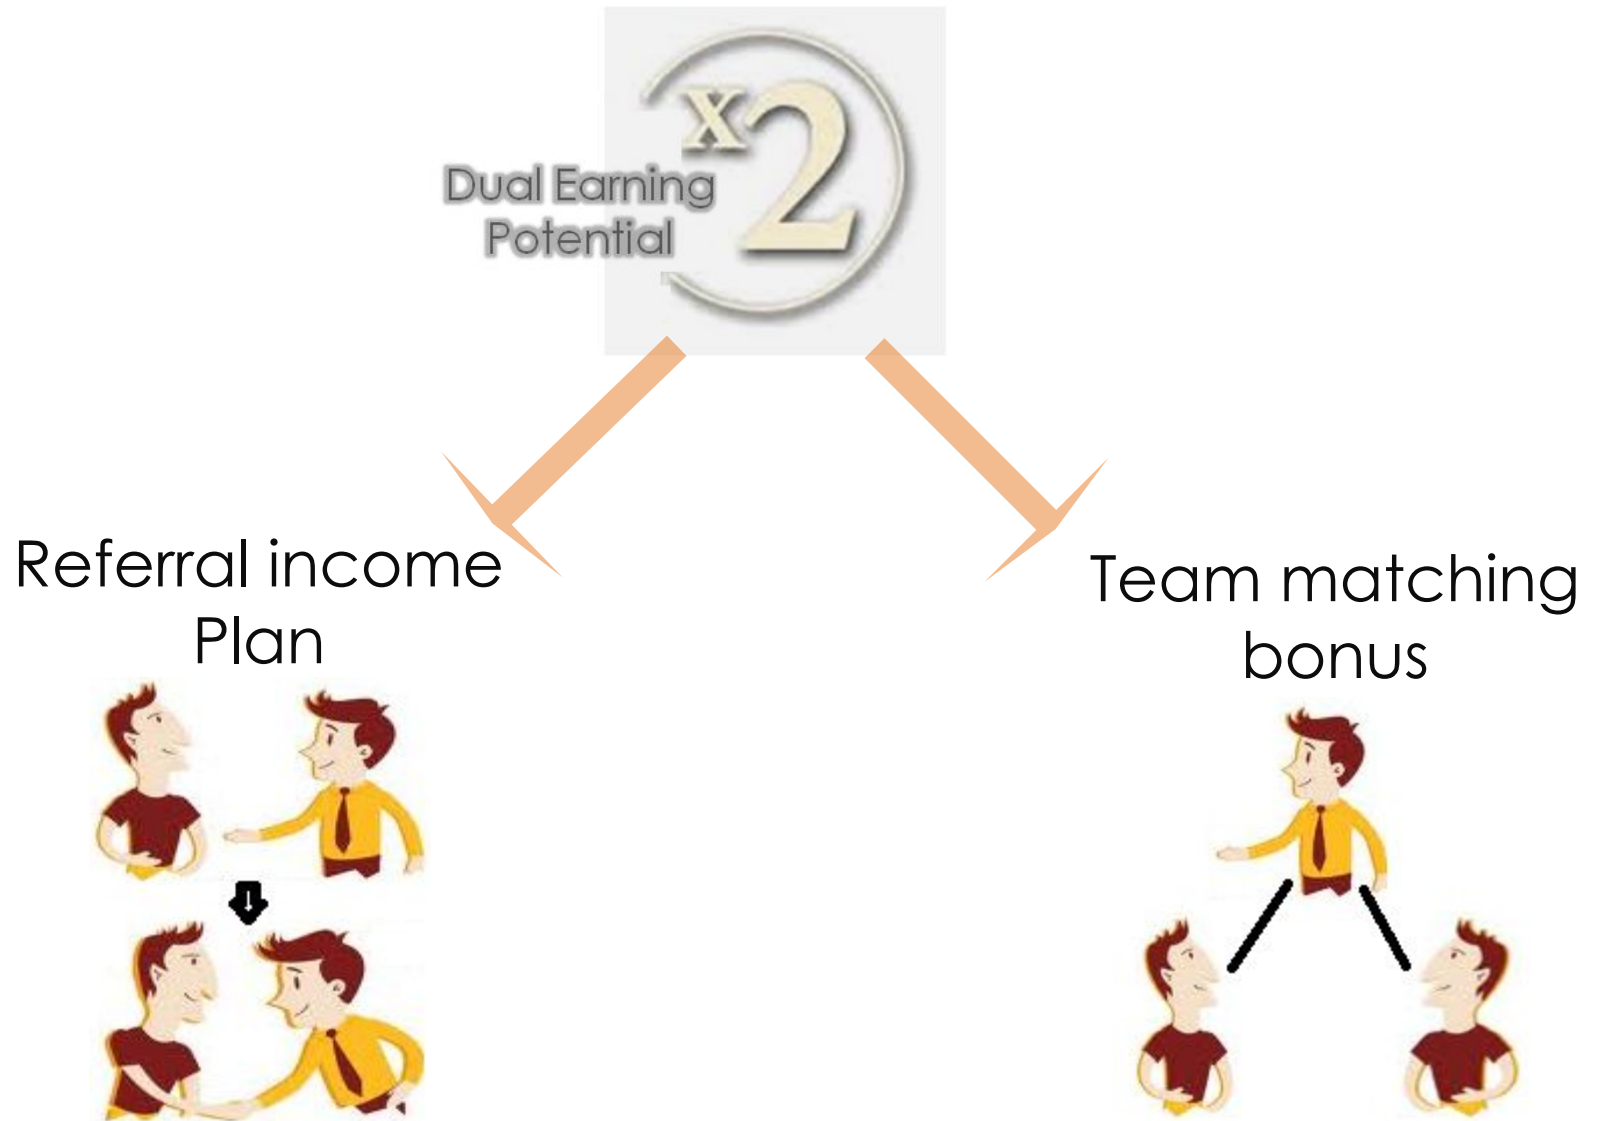 x2
Dual Earning
Potential
Referral income
Plan
Team matching
bonus